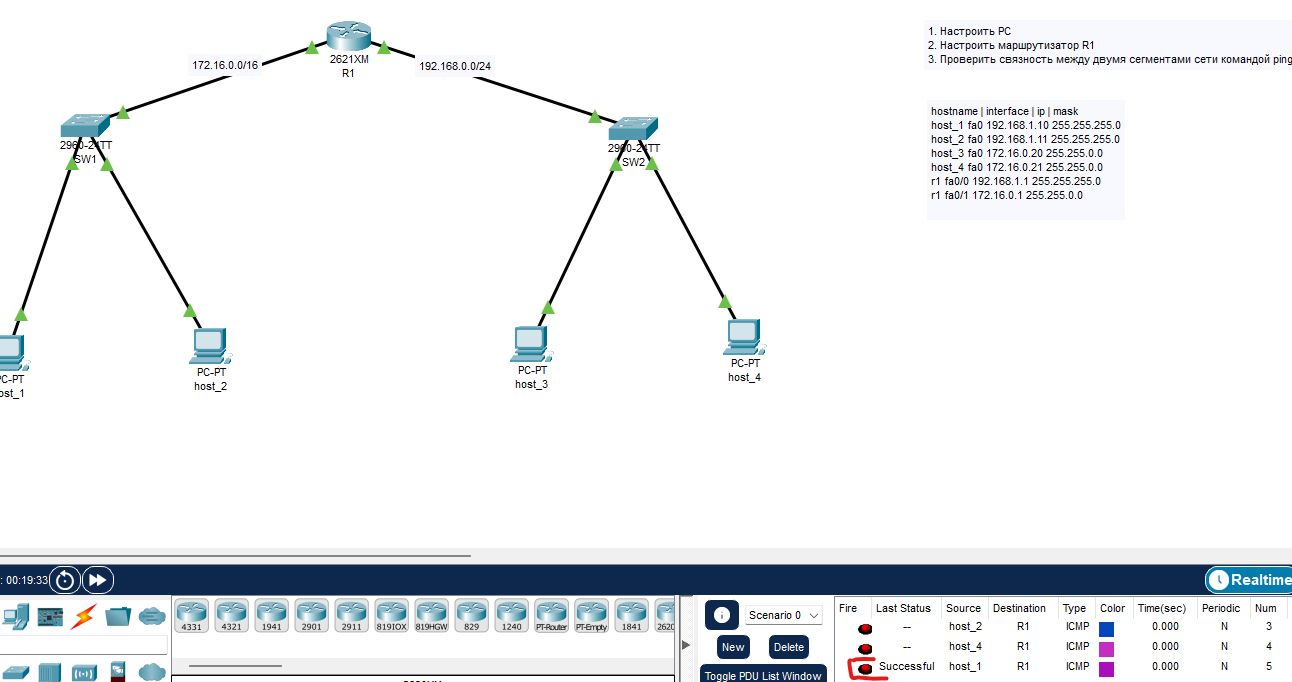 1. Настроить PC
2. Настроить маршрутизатор R1
3. Проверить связность между двумя сегментами сети командой ping
2621XM
R1
172.16.0.0/16
192.168.0.0/24
hostname | interface | ip | mask
host_1 fa0 192.168.1.10 255.255.255.0
host_2 fa0 192.168.1.11 255.255.255.0
host_3 fa0 172.16.0.20 255.255.0.0
host_4 fa0 172.16.0.21 255.255.0.0
r1 fa0/0 192.168.1.1 255.255.255.0
r1 fa0/1 172.16.0.1 255.255.0.0
2960-24TT
SW1
2960-24TT
SW2
PC-PT
host_1
PC-PT
host_2
PC-PT
host_3
PC-PT
host_4
: 00:19:33
Realtime
4331
4321
1941
2901
2911
819IOX
819HGW
829
1240
PT-Router
PT-Empty
1841
2620
Scenario 0
New
Delete
Toggle PDU List Window
Fire Last Status Source Destination Type Color Time(sec) Periodic Num
-- host_2 R1 ICMP 0.000 N 3
-- host_4 R1 ICMP 0.000 N 4
Successful host_1 R1 ICMP 0.000 N 5